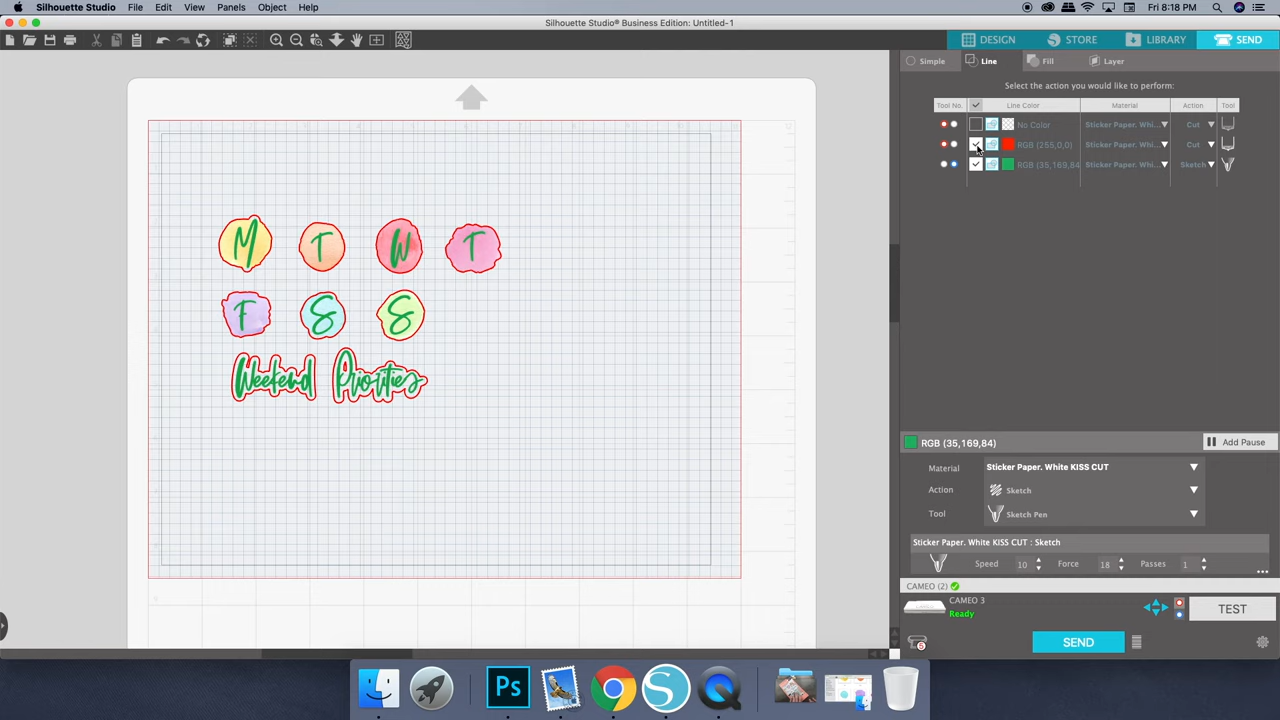 Silhouette Studio File Edit View Panels Object Help Fri 8:18 PM
Silhouette Studio® Business Edition: Untitled-1
DESIGN STORE LIBRARY SEND
Simple Line Fill Layer
Select the action you would like to perform:
Tool No. Line Color Material Action Tool
No Color Sticker Paper. Whi... Cut
RGB (255,0,0) Sticker Paper. Whi... Cut
RGB (35,169,84 Sticker Paper. Whi... Sketch
M T W T
F S S
Weekend Priorities
RGB (35,169,84) Add Pause
Material Sticker Paper. White KISS CUT
Action Sketch
Tool Sketch Pen
Sticker Paper. White KISS CUT : Sketch
Speed 10 Force 18 Passes 1
CAMEO (2)
CAMEO 3
Ready
TEST
SEND
Ps
S